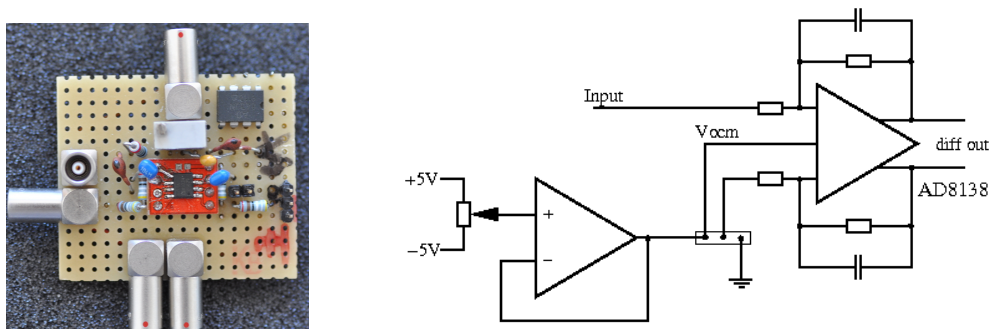 Input
Vocm
diff out
+5V
AD8138
+
−5V
−